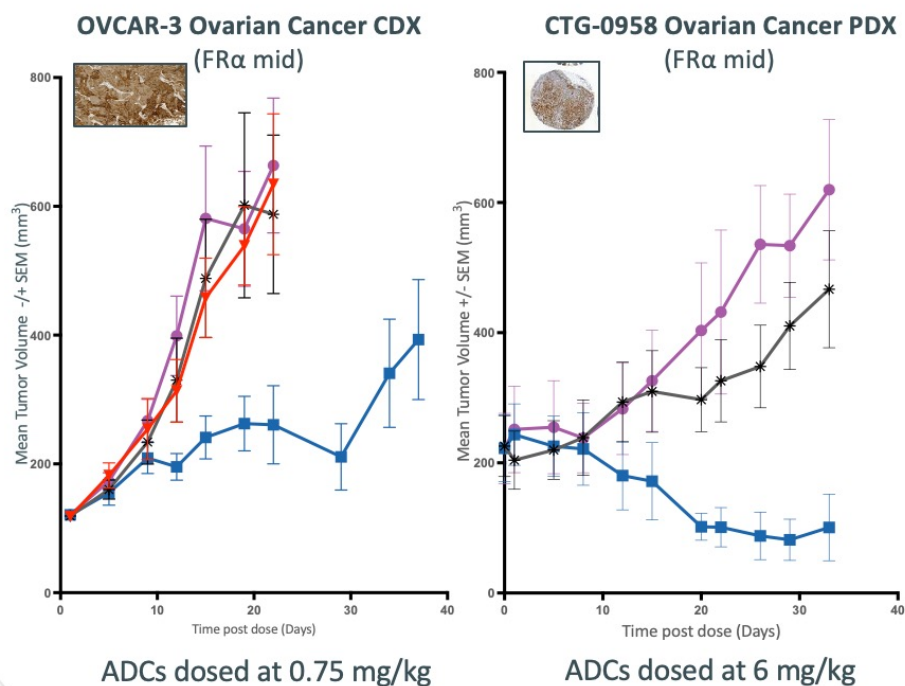 OVCAR-3 Ovarian Cancer CDX
(FRα mid)
800
600
400
200
0
Mean Tumor Volume -/+ SEM (mm³)
0 10 20 30 40
Time post dose (Days)
ADCs dosed at 0.75 mg/kg
CTG-0958 Ovarian Cancer PDX
(FRα mid)
800
600
400
200
0
Mean Tumor Volume +/- SEM (mm³)
0 10 20 30 40
Time post dose (Days)
ADCs dosed at 6 mg/kg